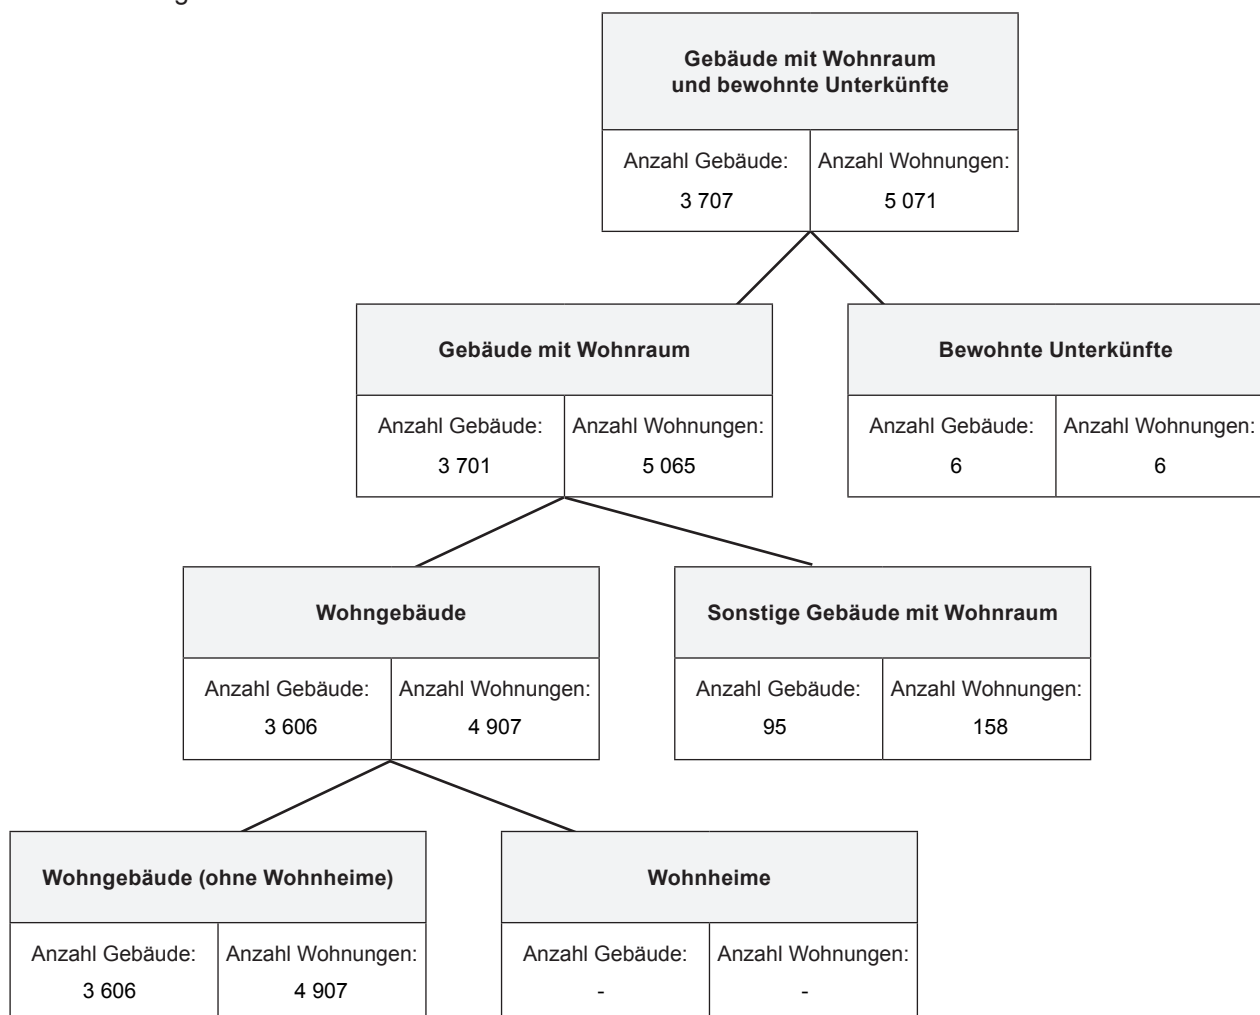 Gebäude mit Wohnraum
und bewohnte Unterkünfte
Anzahl Gebäude: Anzahl Wohnungen:
3 707 5 071
Gebäude mit Wohnraum
Anzahl Gebäude: Anzahl Wohnungen:
3 701 5 065
Bewohnte Unterkünfte
Anzahl Gebäude: Anzahl Wohnungen:
6 6
Wohngebäude
Anzahl Gebäude: Anzahl Wohnungen:
3 606 4 907
Sonstige Gebäude mit Wohnraum
Anzahl Gebäude: Anzahl Wohnungen:
95 158
Wohngebäude (ohne Wohnheime)
Anzahl Gebäude: Anzahl Wohnungen:
3 606 4 907
Wohnheime
Anzahl Gebäude: Anzahl Wohnungen:
- -